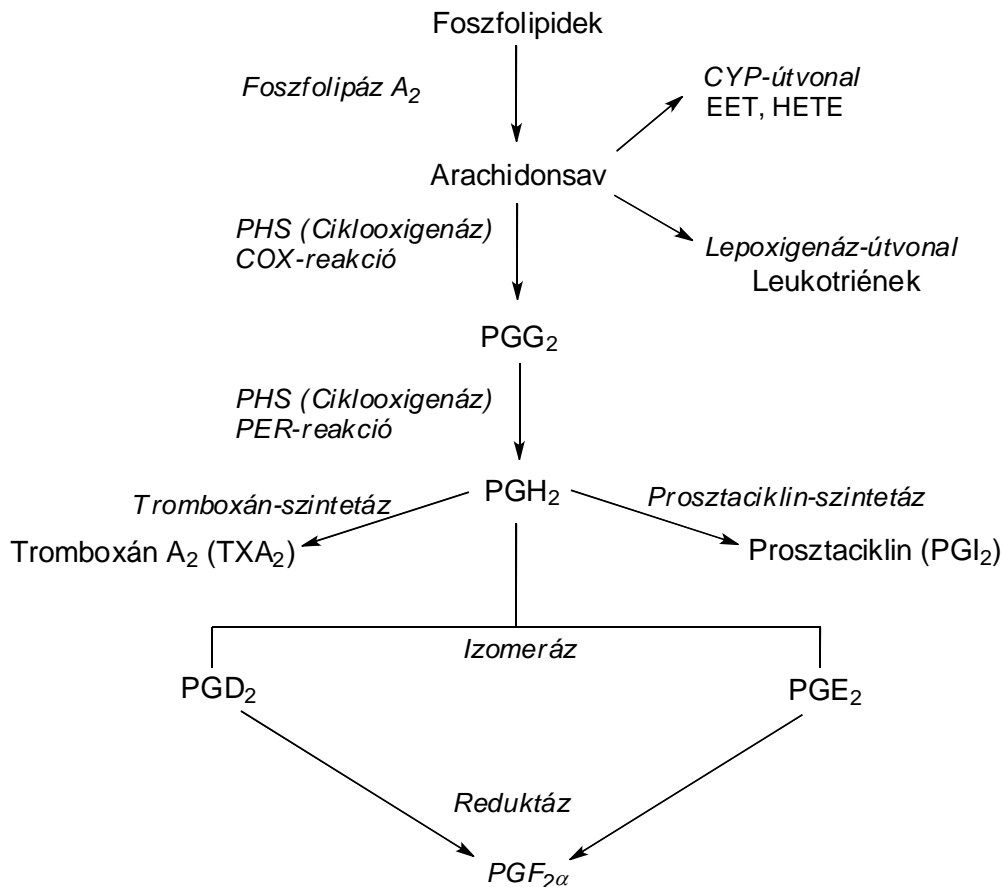 Foszfolipidek
Foszfolipáz A₂
CYP-útvonal
EET, HETE
Arachidonsav
PHS (Ciklooxigenáz)
COX-reakció
Lepoxigenáz-útvonal
Leukotriének
PGG₂
PHS (Ciklooxigenáz)
PER-reakció
Tromboxán-szintetáz
PGH₂
Prosztaciklin-szintetáz
Tromboxán A₂ (TXA₂)
Prosztaciklin (PGI₂)
Izomeráz
PGD₂
PGE₂
Reduktáz
PGF₂α